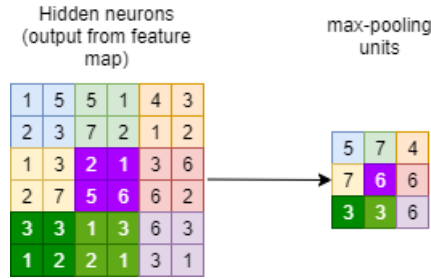 Hidden neurons
(output from feature
map)
max-pooling
units
1 5 5 1 4 3
2 3 7 2 1 2
1 3 2 1 3 6
2 7 5 6 6 2
3 3 1 3 6 3
1 2 2 1 3 1
5 7 4
7 6 6
3 3 6